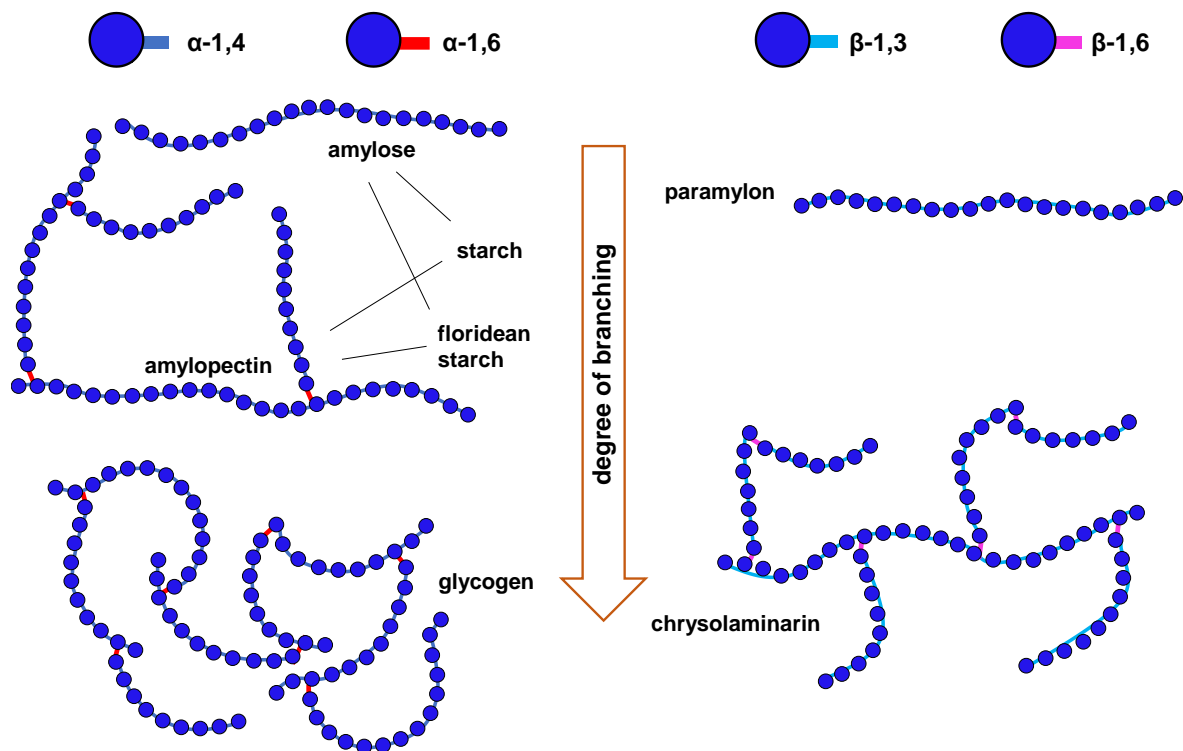 α-1,4
α-1,6
β-1,3
β-1,6
amylose
paramylon
starch
floridean
starch
amylopectin
degree of branching
glycogen
chrysolaminarin